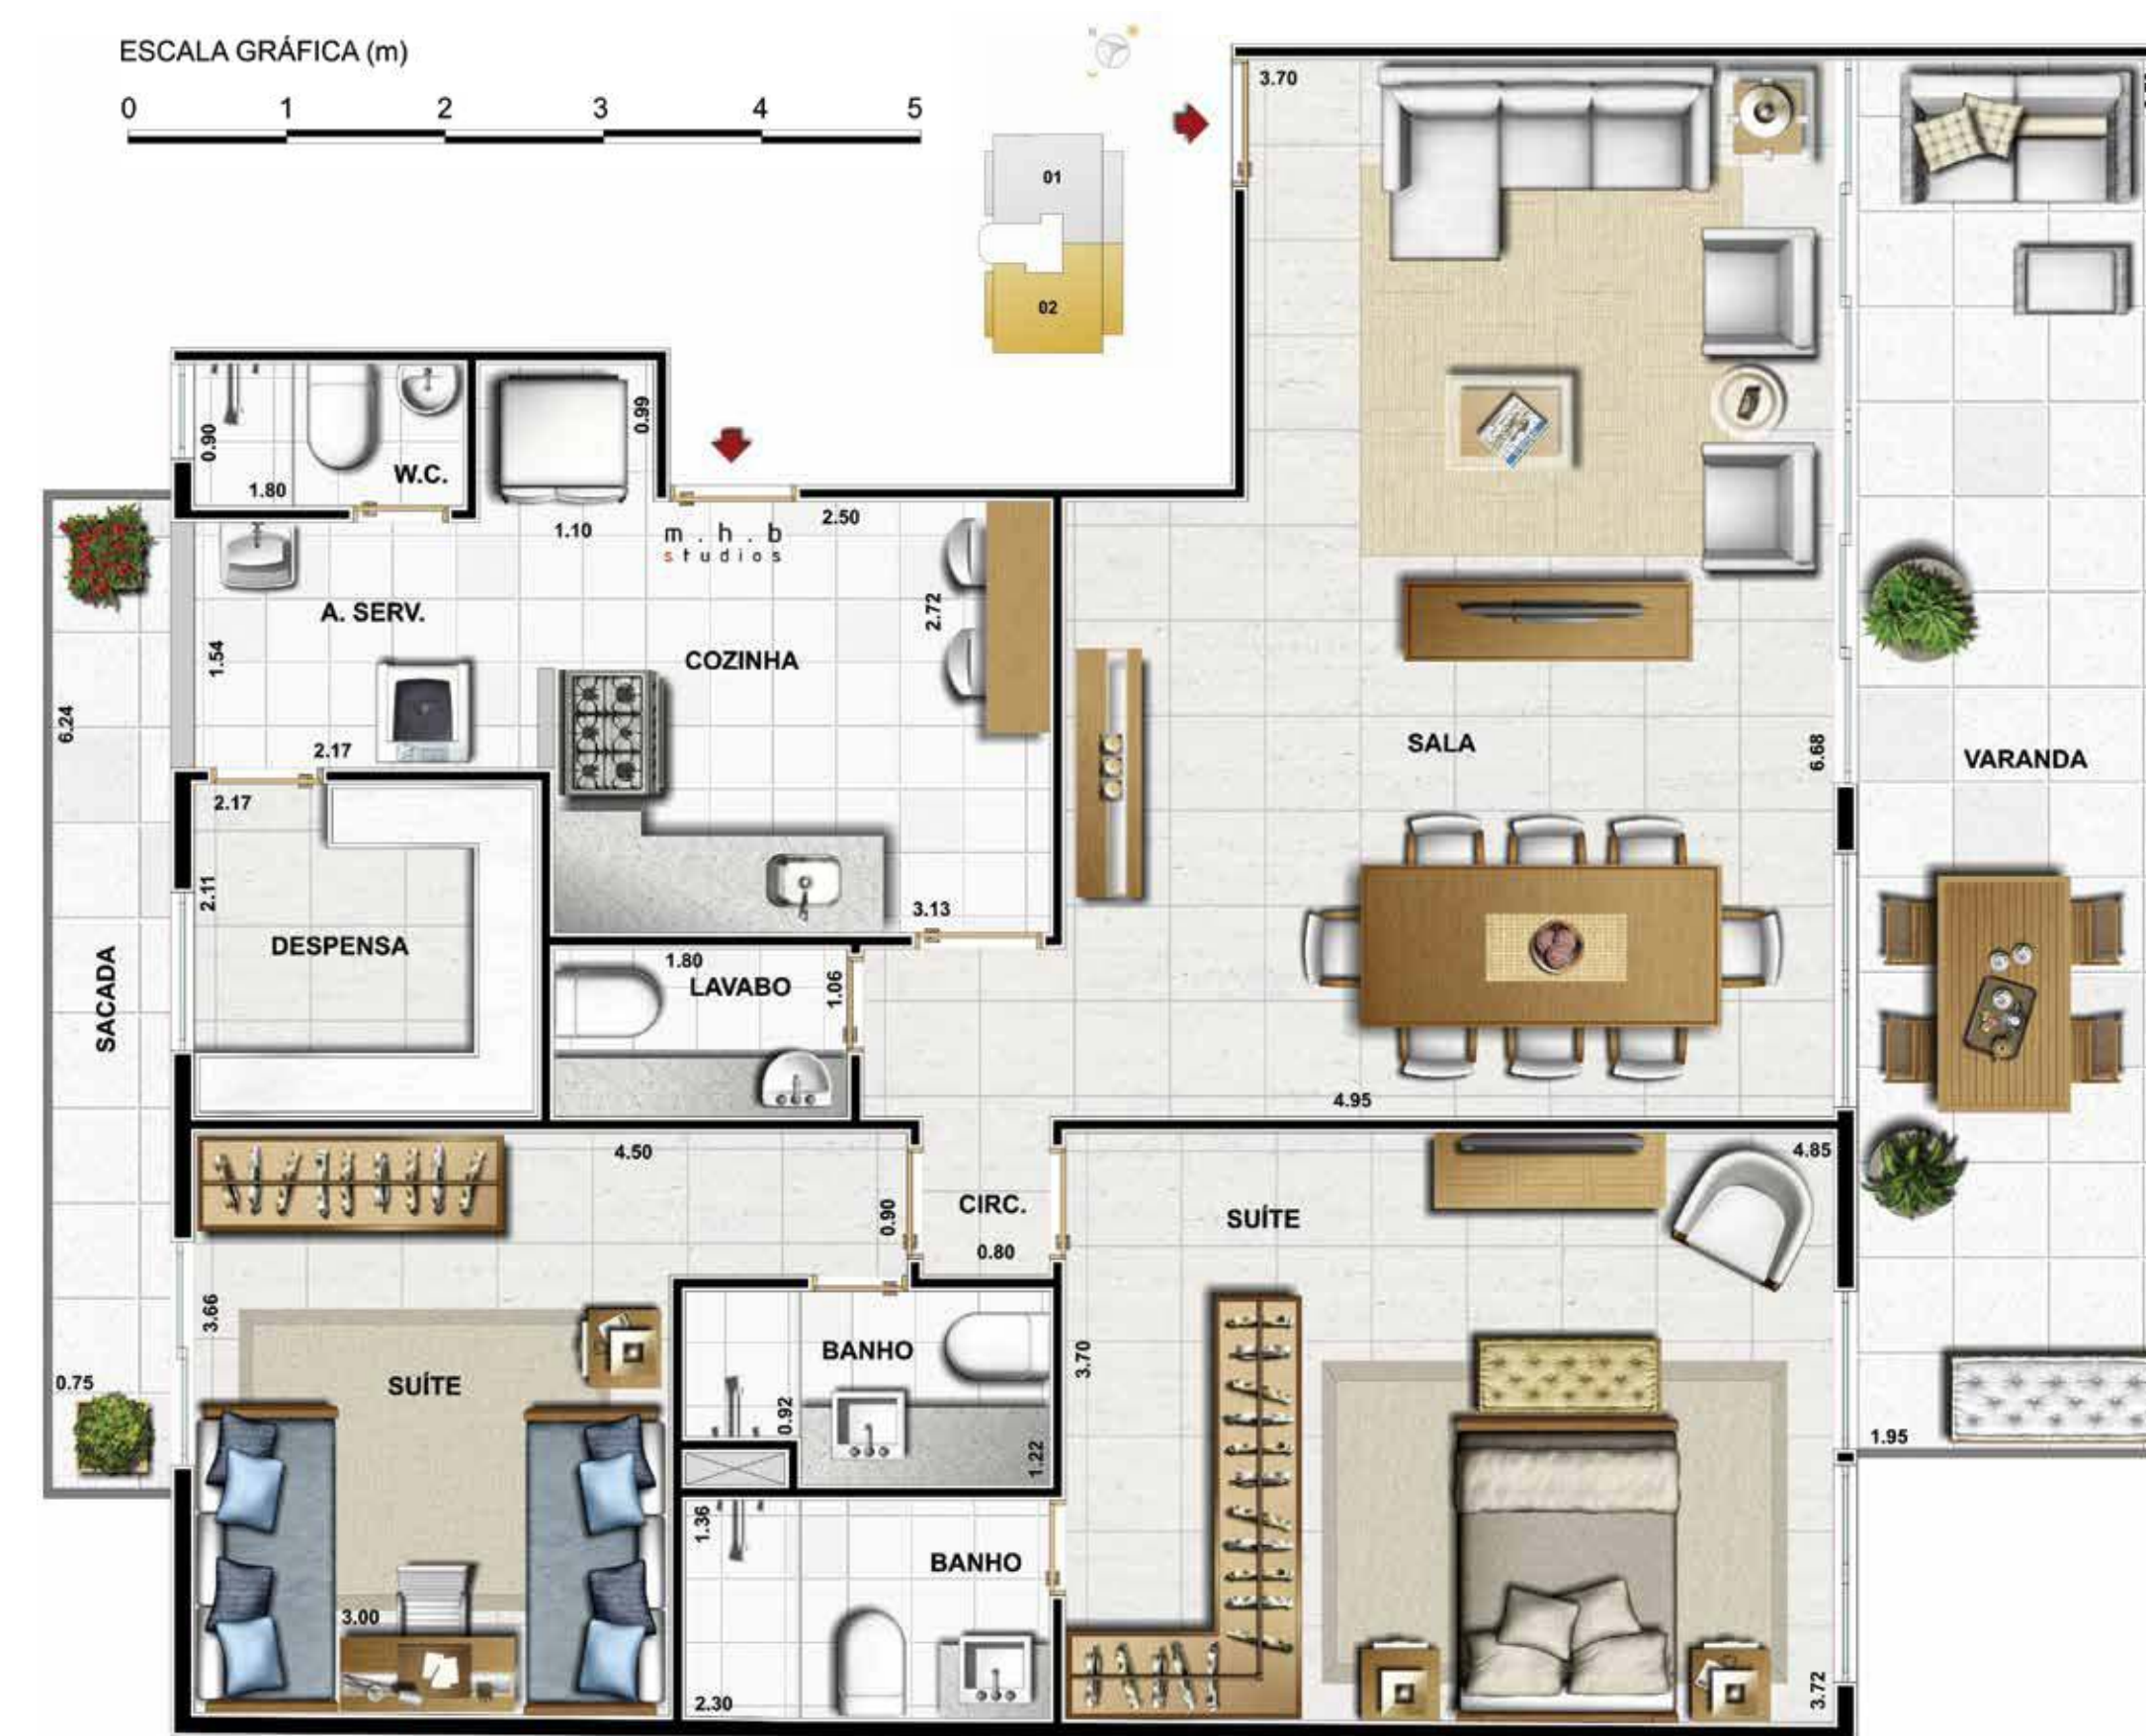 ESCALA GRÁFICA (m)
0 1 2 3 4 5
01
02
3.70
0.90
1.80
W.C.
0.99
1.10
2.50
m.h.b
studios
A. SERV.
1.54
2.17
COZINHA
2.72
6.24
SACADA
0.75
2.17
2.11
DESPENSA
3.13
1.80
LAVABO
1.06
SALA
6.68
4.95
VARANDA
1.95
4.50
0.90
CIRC.
0.80
3.66
SUÍTE
3.00
BANHO
0.92
1.22
1.36
BANHO
2.30
SUÍTE
4.85
3.70
3.72